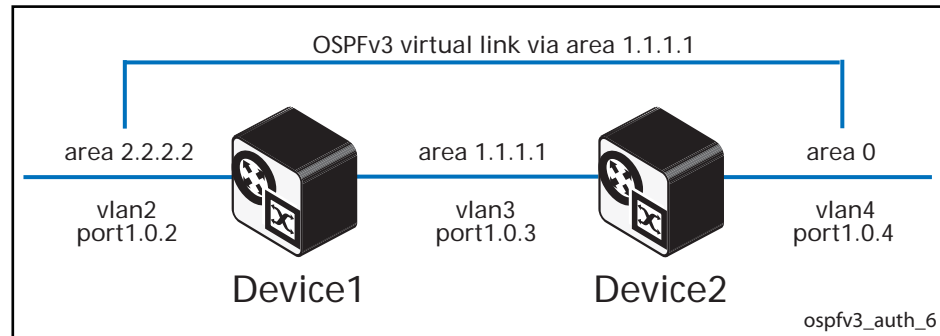 OSPFv3 virtual link via area 1.1.1.1
area 2.2.2.2 area 1.1.1.1 area 0
vlan2 vlan3 vlan4
port1.0.2 port1.0.3 port1.0.4
Device1 Device2
ospfv3_auth_6